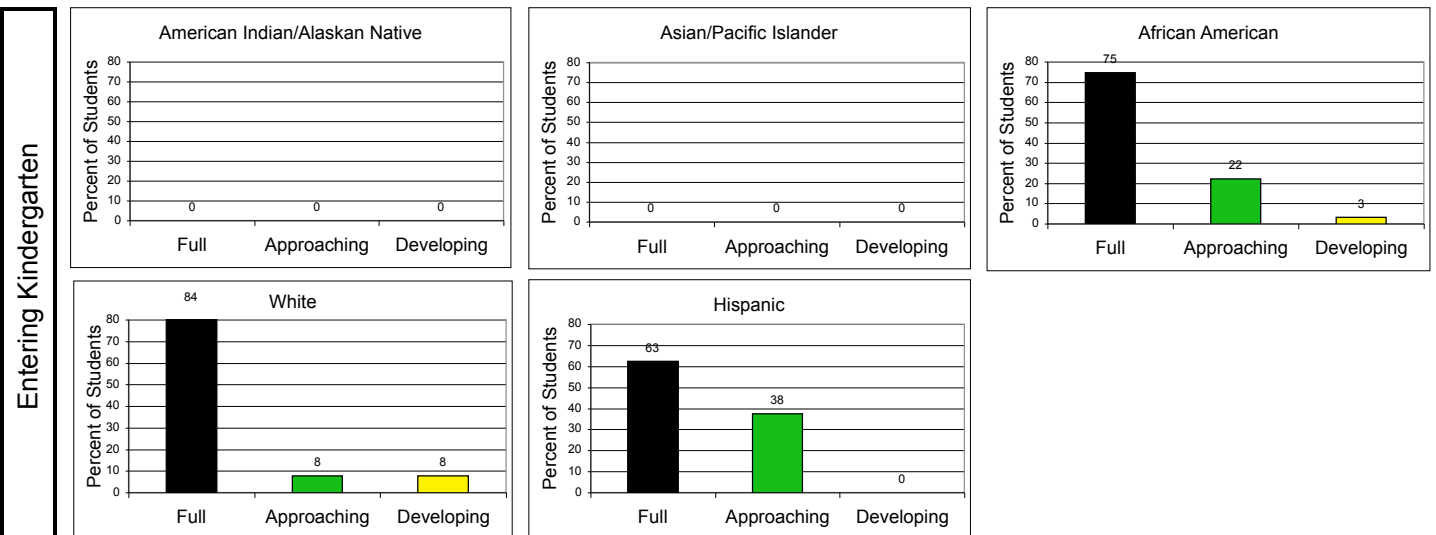 Entering Kindergarten
American Indian/Alaskan Native
Percent of Students
80
70
60
50
40
30
20
10
0
0 0 0
Full Approaching Developing
Asian/Pacific Islander
Percent of Students
80
70
60
50
40
30
20
10
0
0 0 0
Full Approaching Developing
African American
Percent of Students
80
70
60
50
40
30
20
10
0
75
22
3
Full Approaching Developing
White
Percent of Students
80
70
60
50
40
30
20
10
0
84
8 8
Full Approaching Developing
Hispanic
Percent of Students
80
70
60
50
40
30
20
10
0
63
38
0
Full Approaching Developing